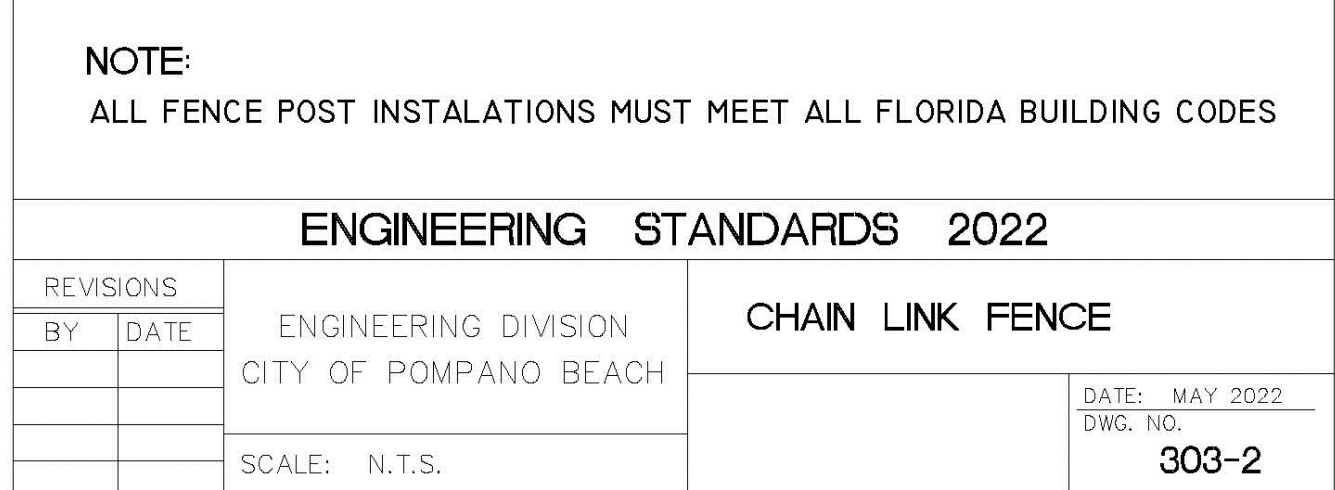 NOTE:
ALL FENCE POST INSTALATIONS MUST MEET ALL FLORIDA BUILDING CODES
ENGINEERING STANDARDS 2022
REVISIONS
BY DATE
ENGINEERING DIVISION
CITY OF POMPANO BEACH
SCALE: N.T.S.
CHAIN LINK FENCE
DATE: MAY 2022
DWG. NO.
303-2